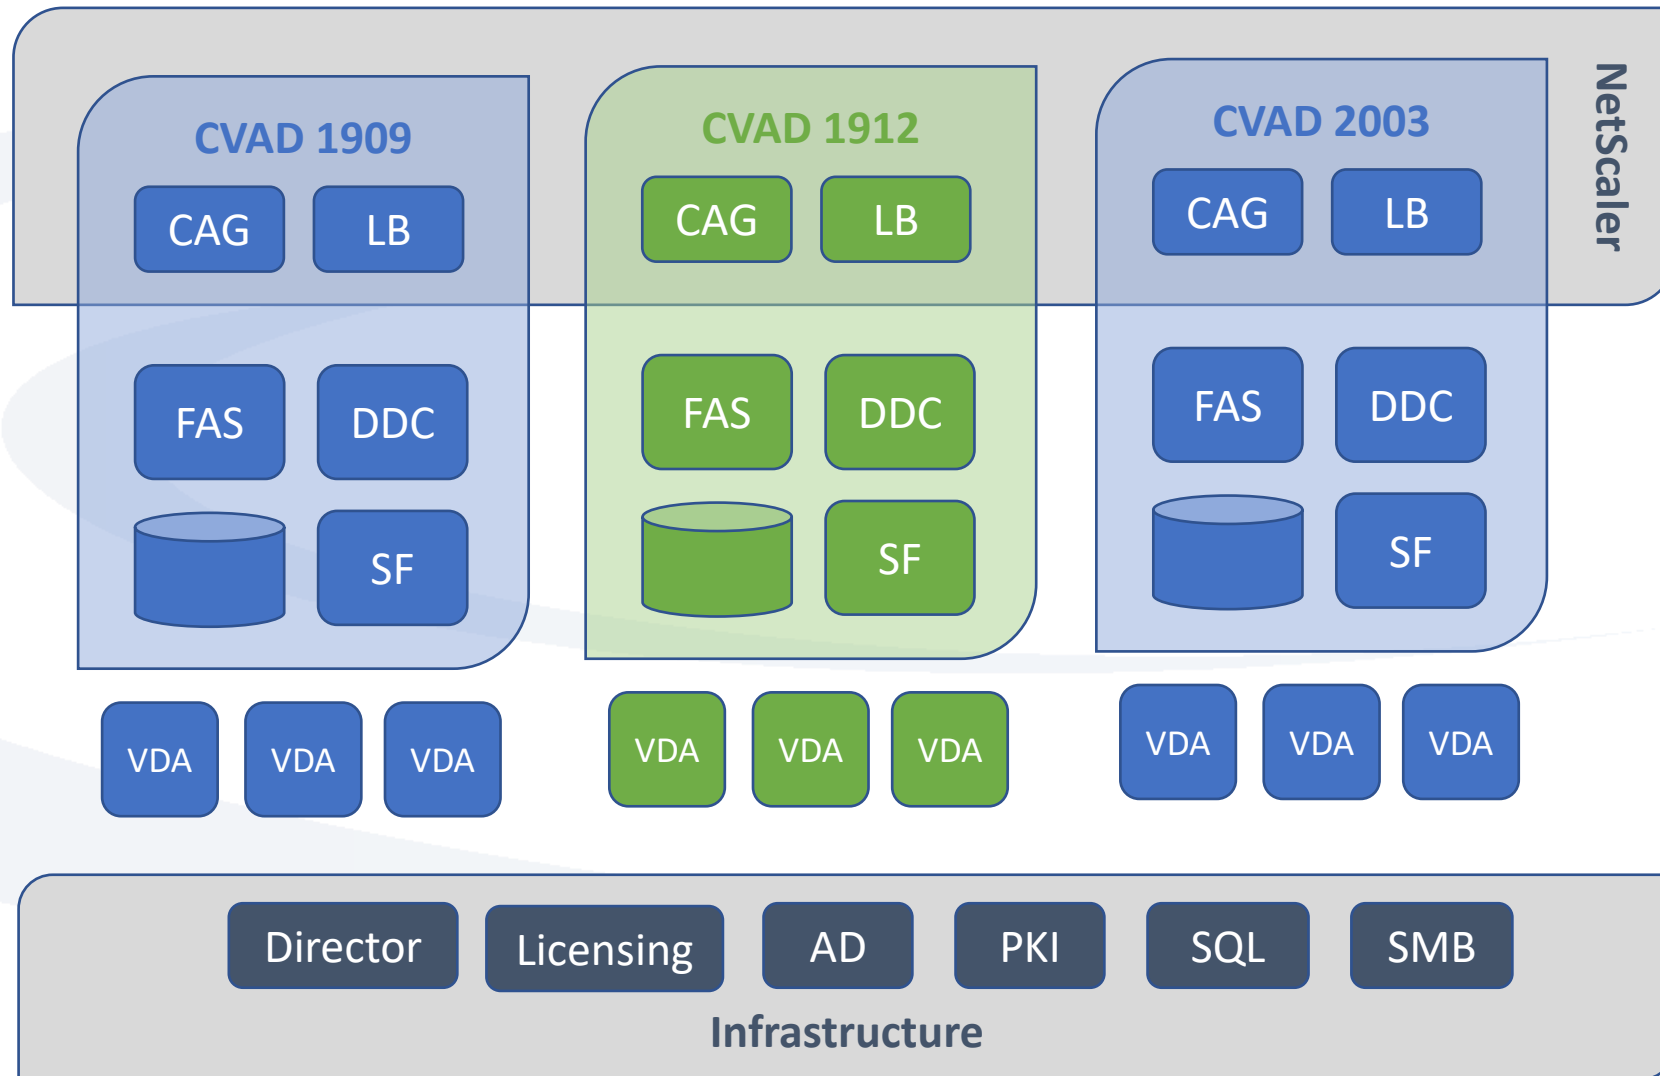 NetScaler
CVAD 1909
CAG LB
FAS DDC
SF
VDA VDA VDA
CVAD 1912
CAG LB
FAS DDC
SF
VDA VDA VDA
CVAD 2003
CAG LB
FAS DDC
SF
VDA VDA VDA
Director Licensing AD PKI SQL SMB
Infrastructure